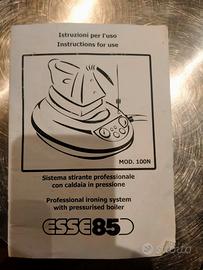 Istruzioni per l'uso
Instructions for use
MOD. 100N
Sistema stirante professionale
con caldaia in pressione
Professional ironing system
with pressurised boiler
ESSE85
subito